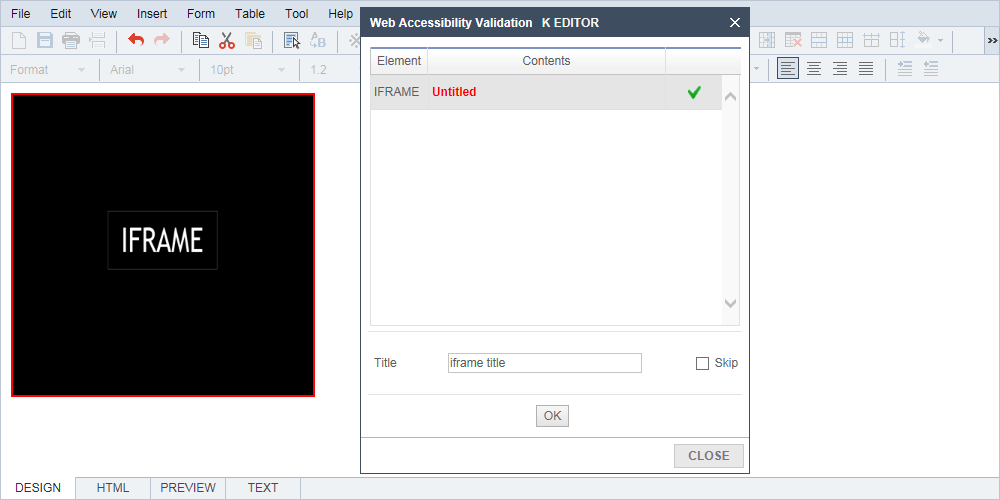 File Edit View Insert Form Table Tool Help
Format Arial 10pt 1.2
IFRAME
Web Accessibility Validation K EDITOR
Element Contents
IFRAME Untitled
Title iframe title Skip
OK
CLOSE
DESIGN HTML PREVIEW TEXT